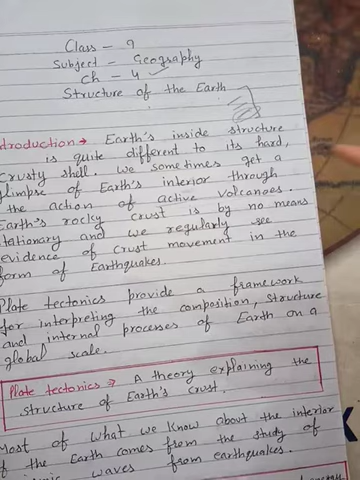 Class - 9
Subject - Geography
Ch - 4
Structure of the Earth
Introduction → Earth's inside structure
is quite different to its hard,
crusty shell. We sometimes get a
glimpse of Earth's interior through
the action of active volcanoes.
Earth's rocky crust is by no means
stationary and we regularly see
evidence of crust movement in the
form of Earthquakes.
Plate tectonics provide a framework
for interpreting the composition, structure
and internal processes of Earth on a
global scale.
Plate tectonics → A theory explaining the
structure of Earth's crust.
Most of what we know about the interior
of the Earth comes from the study of
waves from earthquakes.